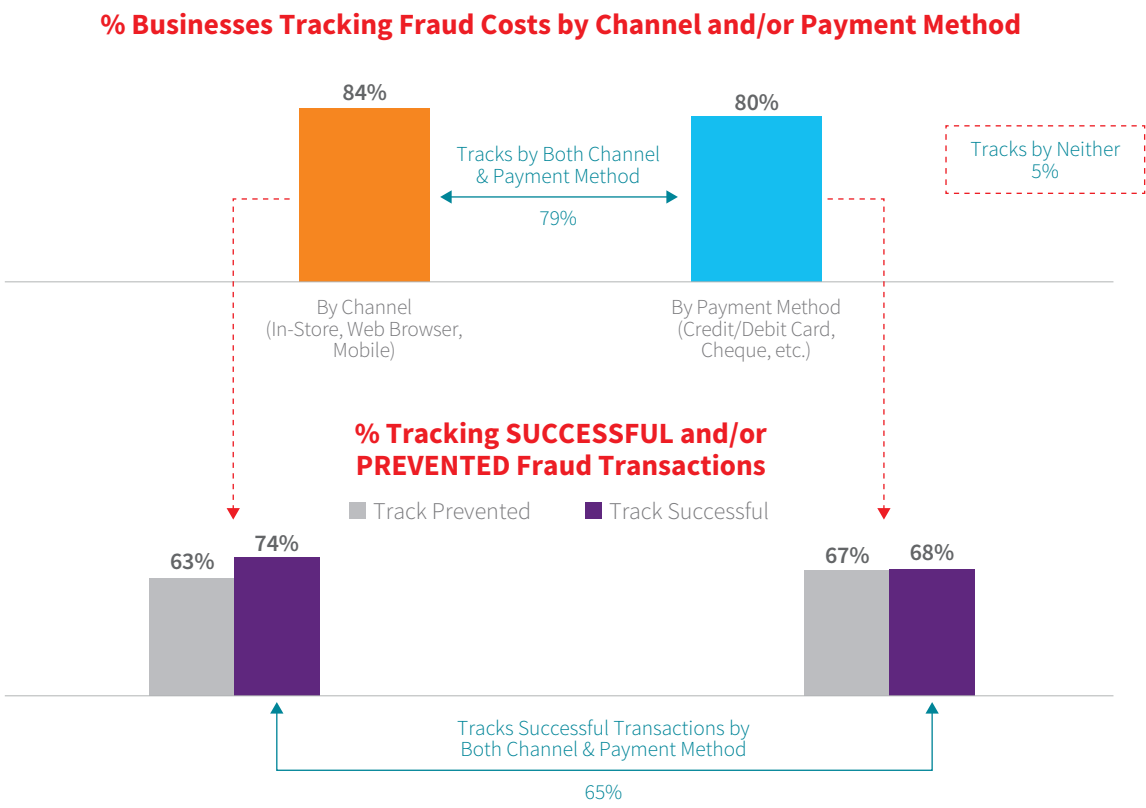 % Businesses Tracking Fraud Costs by Channel and/or Payment Method
84%
80%
Tracks by Both Channel
& Payment Method
79%
Tracks by Neither
5%
By Channel
(In-Store, Web Browser,
Mobile)
By Payment Method
(Credit/Debit Card,
Cheque, etc.)
% Tracking SUCCESSFUL and/or
PREVENTED Fraud Transactions
Track Prevented
Track Successful
63%
74%
67%
68%
Tracks Successful Transactions by
Both Channel & Payment Method
65%